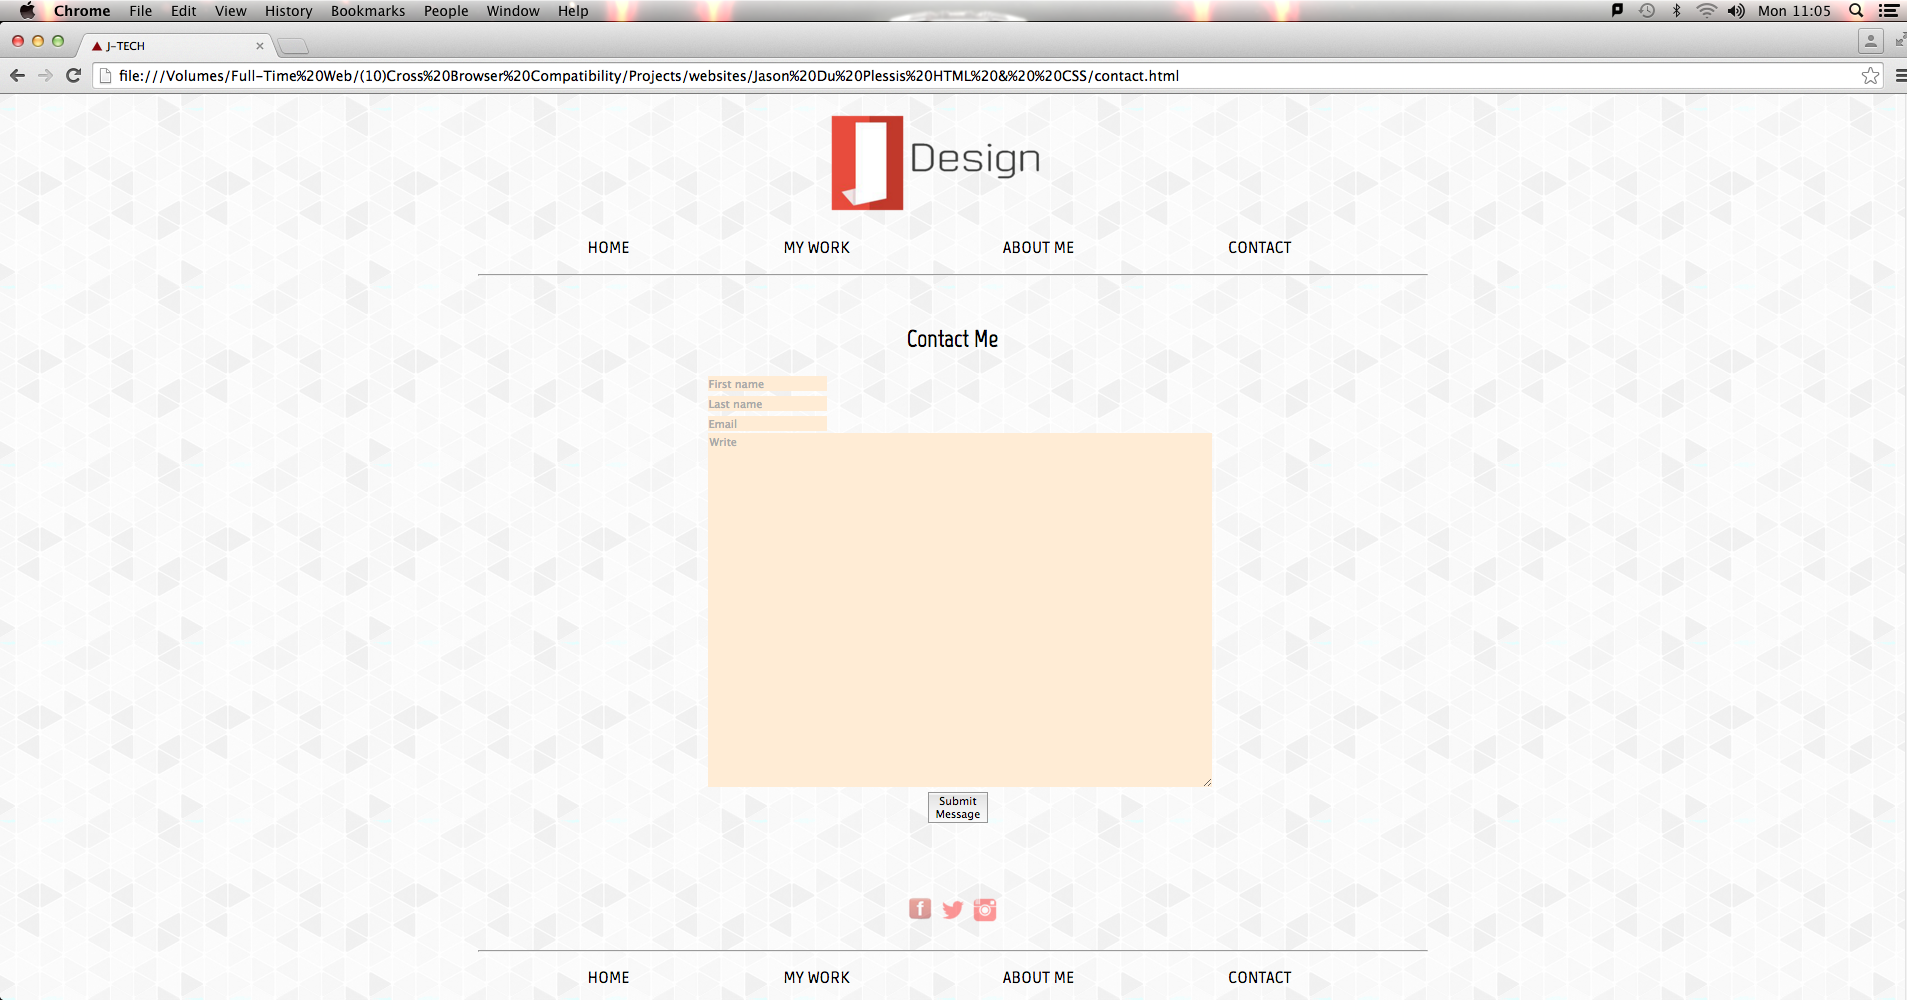 Chrome File Edit View History Bookmarks People Window Help Mon 11:05
J-TECH
file:///Volumes/Full-Time%20Web/(10)Cross%20Browser%20Compatibility/Projects/websites/Jason%20Du%20Plessis%20HTML%20&%20%20CSS/contact.html
Design
HOME MY WORK ABOUT ME CONTACT
Contact Me
First name
Last name
Email
Write
Submit
Message
f
HOME MY WORK ABOUT ME CONTACT